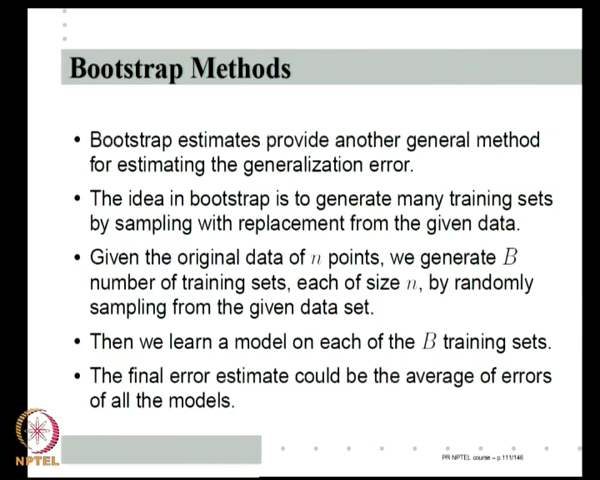 Bootstrap Methods
• Bootstrap estimates provide another general method
for estimating the generalization error.
• The idea in bootstrap is to generate many training sets
by sampling with replacement from the given data.
• Given the original data of n points, we generate B
number of training sets, each of size n, by randomly
sampling from the given data set.
• Then we learn a model on each of the B training sets.
• The final error estimate could be the average of errors
of all the models.
NPTEL
PR NPTEL course – p.111/146